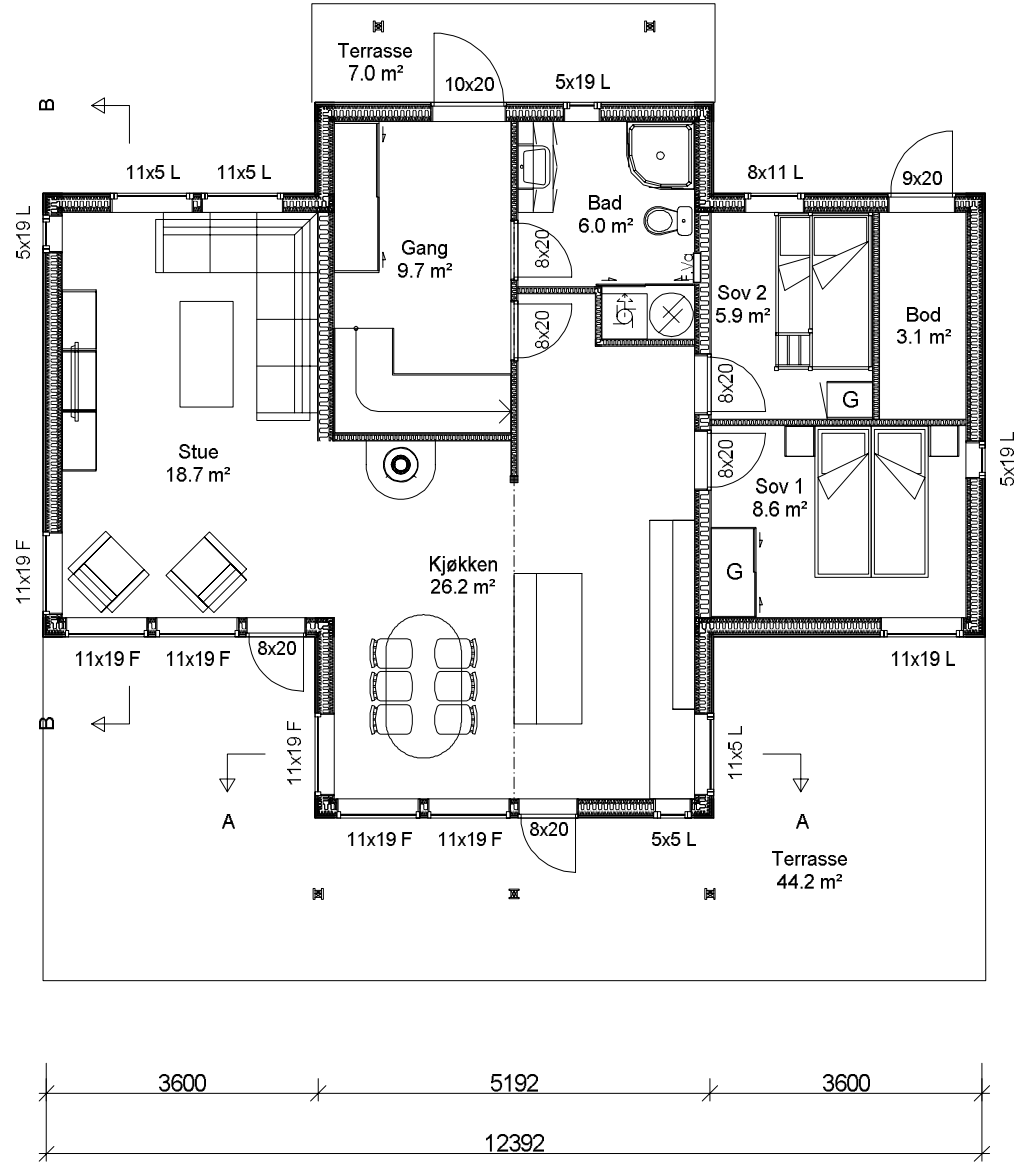 Terrasse
7.0 m²
10x20
5x19 L
B
11x5 L
11x5 L
8x11 L
9x20
5x19 L
Bad
6.0 m²
8x20
Gang
9.7 m²
Va
Sov 2
5.9 m²
Bod
3.1 m²
8x20
8x20
G
Stue
18.7 m²
8x20
5x19 L
Sov 1
8.6 m²
11x19 F
Kjøkken
26.2 m²
G
11x19 F
11x19 F
8x20
11x19 L
B
11x19 F
11x5 L
A
A
11x19 F
11x19 F
8x20
5x5 L
Terrasse
44.2 m²
3600
5192
3600
12392